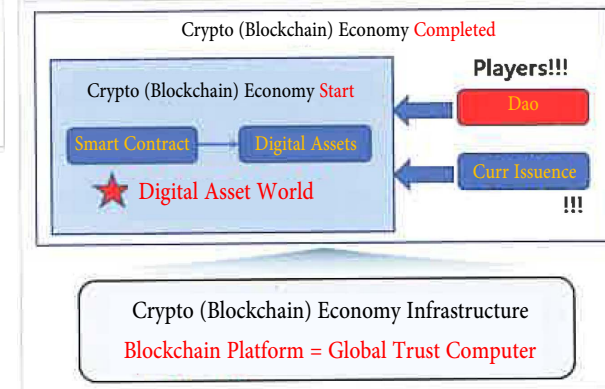 Crypto (Blockchain) Economy Completed
Players!!!
Crypto (Blockchain) Economy Start
Dao
Smart Contract
Digital Assets
Curr Issuence
Digital Asset World
!!!
Crypto (Blockchain) Economy Infrastructure
Blockchain Platform = Global Trust Computer